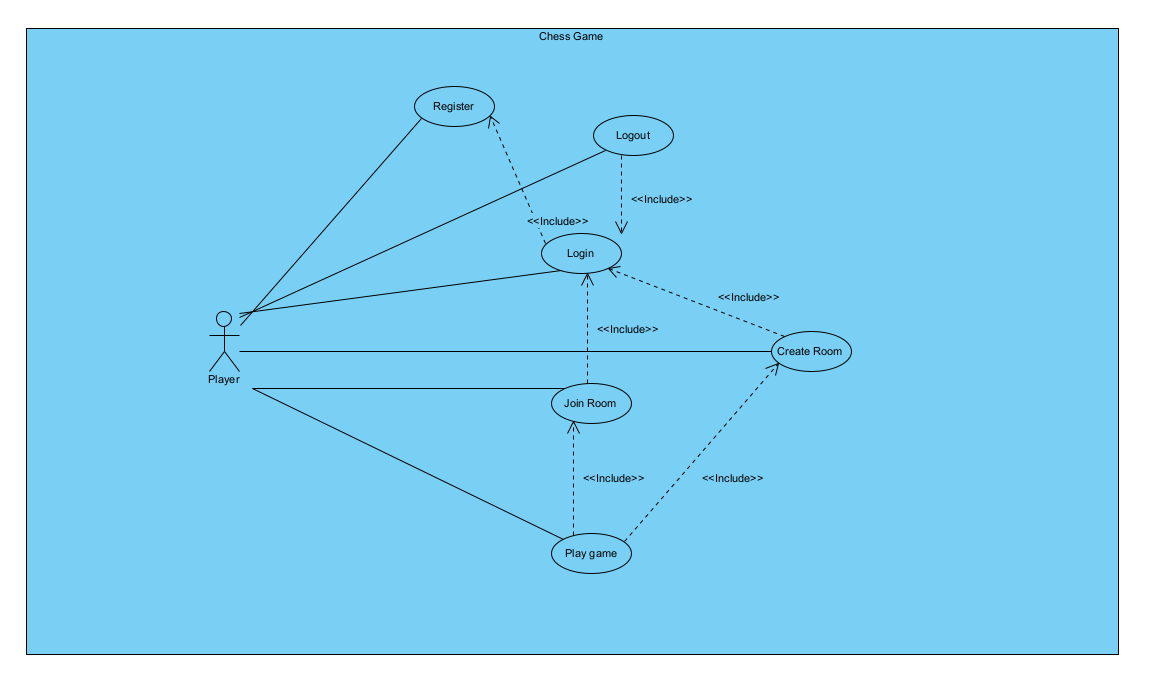 Chess Game
Register
Logout
<<Include>>
<<Include>>
Login
<<Include>>
<<Include>>
Create Room
Player
Join Room
<<Include>>
<<Include>>
Play game